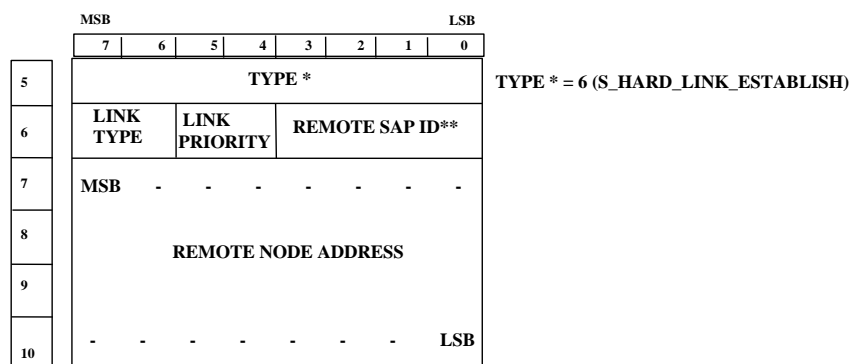 MSB LSB
7 6 5 4 3 2 1 0
5 TYPE * TYPE * = 6 (S_HARD_LINK_ESTABLISH)
LINK LINK
6 REMOTE SAP ID**
TYPE PRIORITY
7 MSB - - - - - - -
8
REMOTE NODE ADDRESS
9
- - - - - - - LSB
10